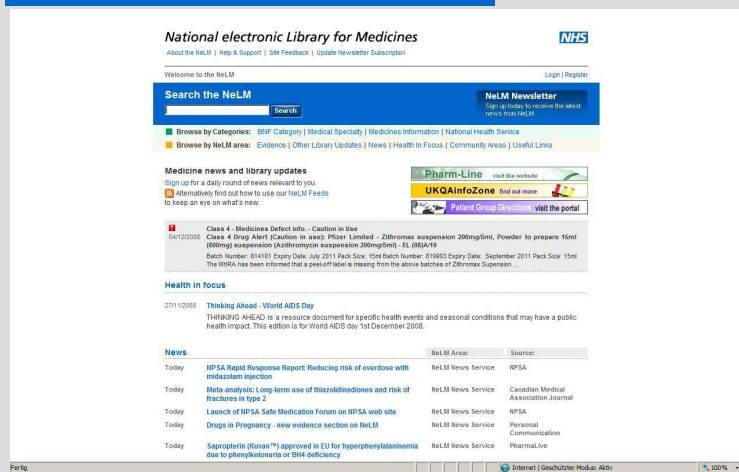 National electronic Library for Medicines
NHS
About the NeLM | Help & Support | Site Feedback | Update Newsletter Subscription
Welcome to the NeLM
Login | Register
Search the NeLM
Search
NeLM Newsletter
Sign up today to receive the latest
news from NeLM
Browse by Categories: BNF Category | Medical Specialty | Medicines Information | National Health Service
Browse by NeLM area: Evidence | Other Library Updates | News | Health In Focus | Community Areas | Useful Links
Medicine news and library updates
Sign up for a daily round of news relevant to you.
Alternatively find out how to use our NeLM Feeds
to keep an eye on what's new.
Pharm-Line visit the website
UKQAinfoZone find out more
Patient Group Directions visit the portal
Class 4 - Medicines Defect info. - Caution in Use
04/12/2008 Class 4 Drug Alert (Caution in use): Pfizer Limited - Zithromax suspension 200mg/5ml, Powder to prepare 15ml
(600mg) suspension (Azithromycin suspension 200mg/5ml) - EL (08)A/19
Batch Number: 814101 Expiry Date: July 2011 Pack Size: 15ml Batch Number: 819903 Expiry Date: September 2011 Pack Size: 15ml
The MHRA has been informed that a peel-off label is missing from the above batches of Zithromax Supension ...
Health in focus
27/11/2008 Thinking Ahead - World AIDS Day
THINKING AHEAD is a resource document for specific health events and seasonal conditions that may have a public
health impact. This edition is for World AIDS day 1st December 2008.
News NeLM Area: Source:
Today NPSA Rapid Response Report: Reducing risk of overdose with NeLM News Service NPSA
midazolam injection
Today Meta-analysis: Long-term use of thiazolidinediones and risk of NeLM News Service Canadian Medical
fractures in type 2 Association Journal
Today Launch of NPSA Safe Medication Forum on NPSA web site NeLM News Service NPSA
Today Drugs in Pregnancy - new evidence section on NeLM NeLM News Service Personal
Communication
Today Sapropterin (Kuvan™) approved in EU for hyperphenylalaninemia NeLM News Service PharmaLive
due to phenylketonuria or BH4 deficiency
Fertig
Internet | Geschützter Modus: Aktiv
100%